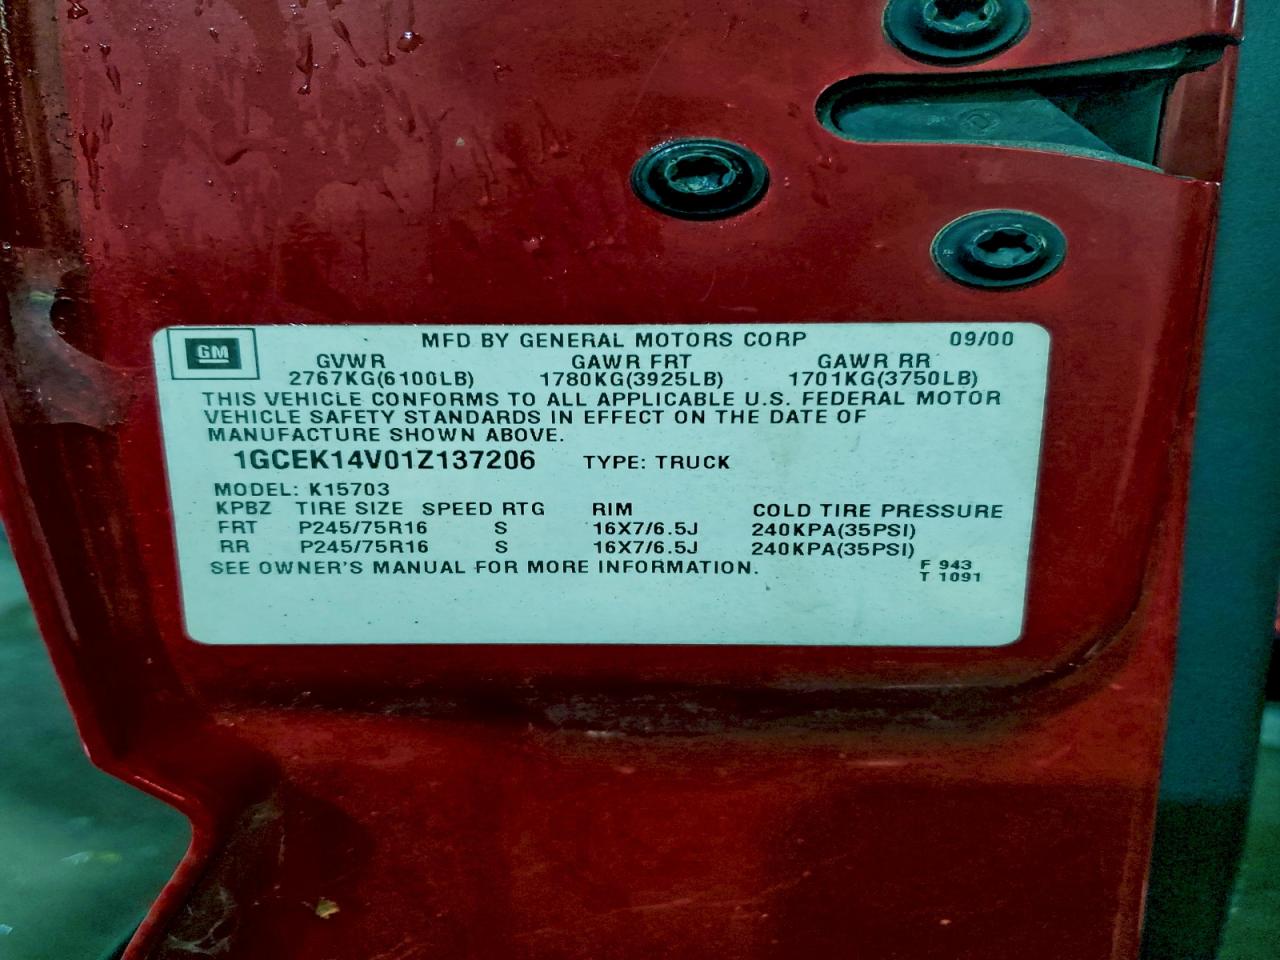 GM MFD BY GENERAL MOTORS CORP 09/00
GVWR GAWR FRT GAWR RR
2767KG(6100LB) 1780KG(3925LB) 1701KG(3750LB)
THIS VEHICLE CONFORMS TO ALL APPLICABLE U.S. FEDERAL MOTOR
VEHICLE SAFETY STANDARDS IN EFFECT ON THE DATE OF
MANUFACTURE SHOWN ABOVE.
1GCEK14V01Z137206 TYPE: TRUCK
MODEL: K15703
KPBZ TIRE SIZE SPEED RTG RIM COLD TIRE PRESSURE
FRT P245/75R16 S 16X7/6.5J 240KPA(35PSI)
RR P245/75R16 S 16X7/6.5J 240KPA(35PSI)
SEE OWNER'S MANUAL FOR MORE INFORMATION. F 943
T 1091